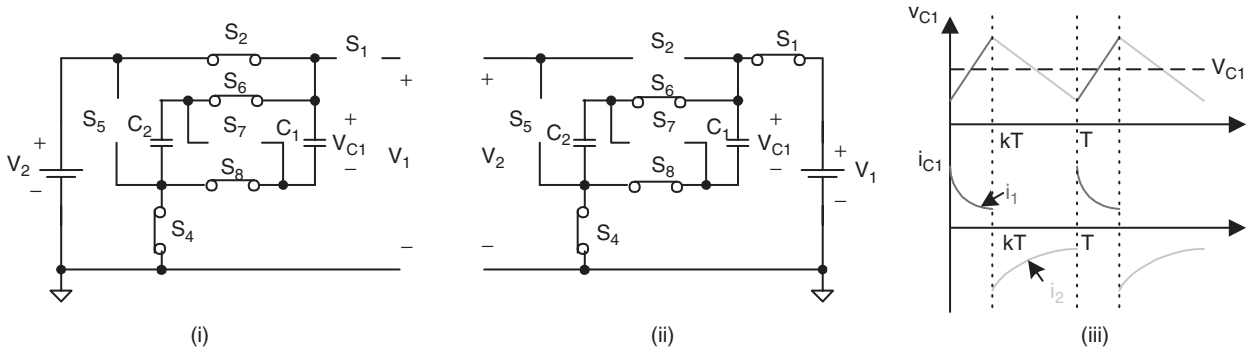 S2
S1
S6
S5
C2
S7
C1
+
VC1
−
S8
S4
V2
+
−
+
V1
−
(i)
S2
S1
S6
S5
C2
S7
C1
+
VC1
−
S8
S4
+
V2
−
+
V1
−
(ii)
vC1
VC1
kT
T
iC1
i1
kT
T
i2
(iii)